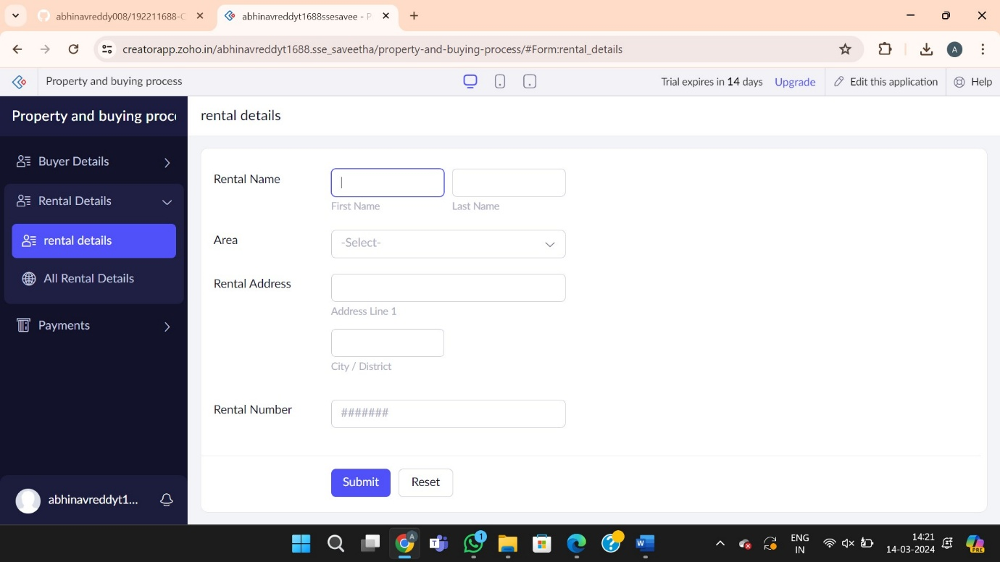 abhinavreddy008/192211688-C
abhinavreddyt1688ssesavee - P
creatorapp.zoho.in/abhinavreddyt1688.sse_saveetha/property-and-buying-process/#Form:rental_details
A
Property and buying process
Trial expires in 14 days
Upgrade
Edit this application
Help
Property and buying proc
rental details
Buyer Details
Rental Details
rental details
All Rental Details
Payments
abhinavreddyt1...
Rental Name
First Name
Last Name
Area
-Select-
Rental Address
Address Line 1
City / District
Rental Number
#######
Submit
Reset
A
T
1
W
ENG
IN
14:21
14-03-2024
PRE